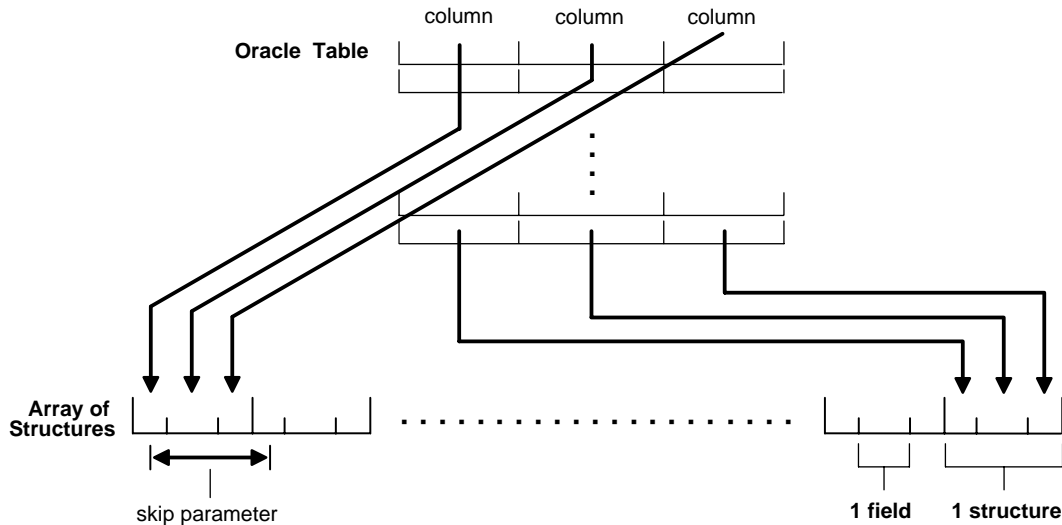 column column column
Oracle Table
Array of
Structures
skip parameter
1 field 1 structure